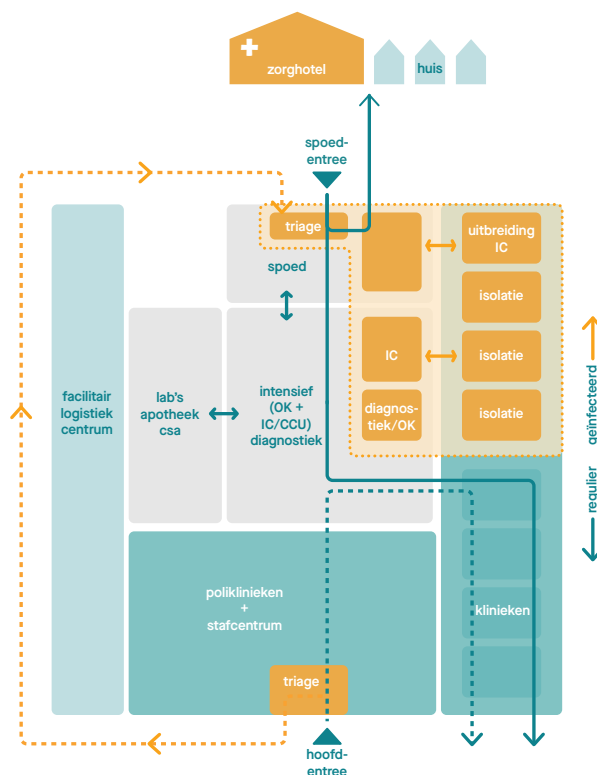 zorghotel
huis
spoed-
entree
triage
spoed
uitbreiding
IC
isolatie
IC
isolatie
diagnos-
tiek/OK
isolatie
facilitair
logistiek
centrum
lab's
apotheek
csa
intensief
(OK +
IC/CCU)
diagnostiek
geïnfecteerd
regulier
poliklinieken
+
stafcentrum
klinieken
triage
hoofd-
entree